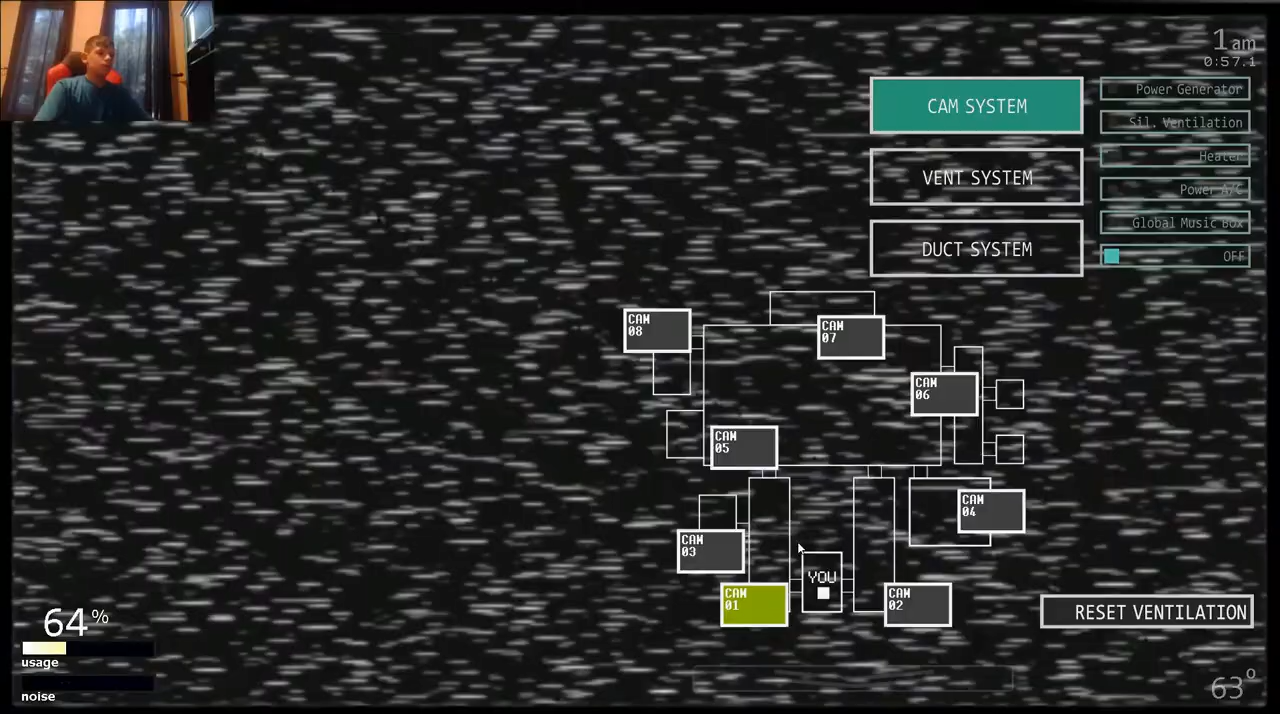 1 am
0:57.1
CAM SYSTEM
Power Generator
Sil. Ventilation
Heater
VENT SYSTEM
Power A/C
Global Music Box
DUCT SYSTEM
OFF
CAM
08
CAM
07
CAM
06
CAM
05
CAM
04
CAM
03
YOU
CAM
01
CAM
02
RESET VENTILATION
64%
usage
noise
63°